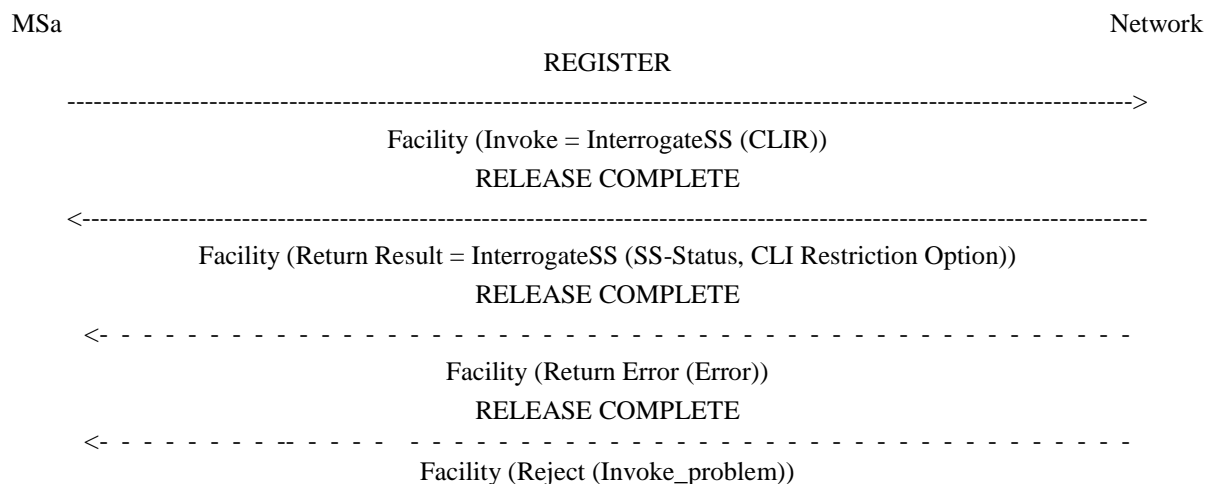 MSa Network
REGISTER
------------------------------------------------------------------------------------------------------------------------>
Facility (Invoke = InterrogateSS (CLIR))
RELEASE COMPLETE
<------------------------------------------------------------------------------------------------------------------------
Facility (Return Result = InterrogateSS (SS-Status, CLI Restriction Option))
RELEASE COMPLETE
<- - - - - - - - - - - - - - - - - - - - - - - - - - - - - - - - - - - - - - - - - - - - - - - -
Facility (Return Error (Error))
RELEASE COMPLETE
<- - - - - - - - - -- - - - - - - - - - - - - - - - - - - - - - - - - - - - - - - - - - - - - -
Facility (Reject (Invoke_problem))